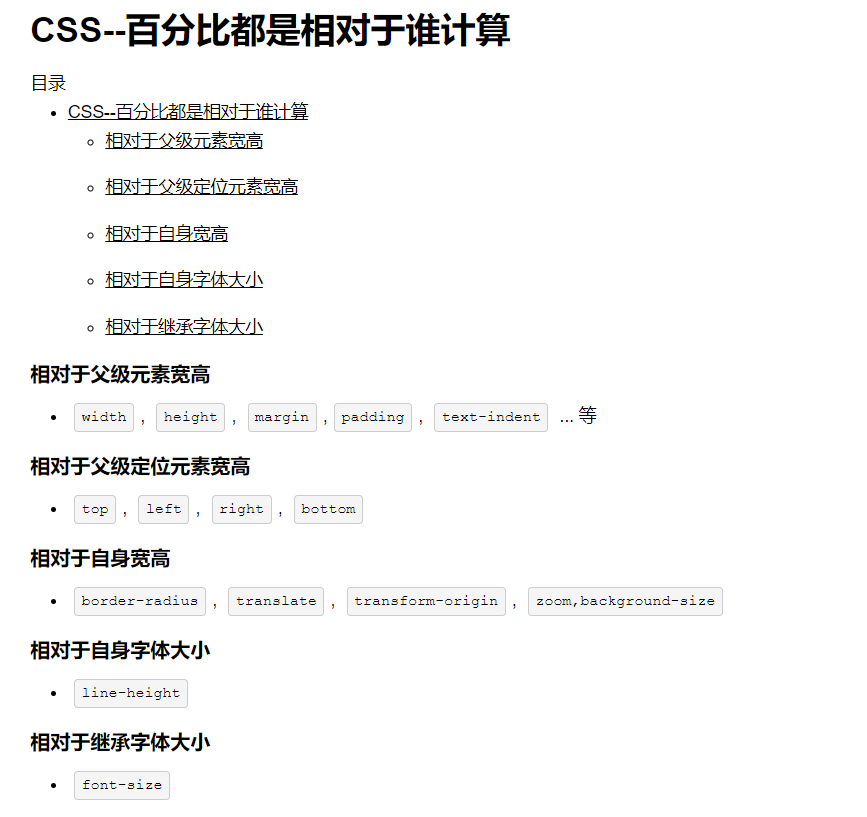 CSS--百分比都是相对于谁计算
目录
CSS--百分比都是相对于谁计算
相对于父级元素宽高
相对于父级定位元素宽高
相对于自身宽高
相对于自身字体大小
相对于继承字体大小
相对于父级元素宽高
width , height , margin , padding , text-indent ... 等
相对于父级定位元素宽高
top , left , right , bottom
相对于自身宽高
border-radius , translate , transform-origin , zoom,background-size
相对于自身字体大小
line-height
相对于继承字体大小
font-size